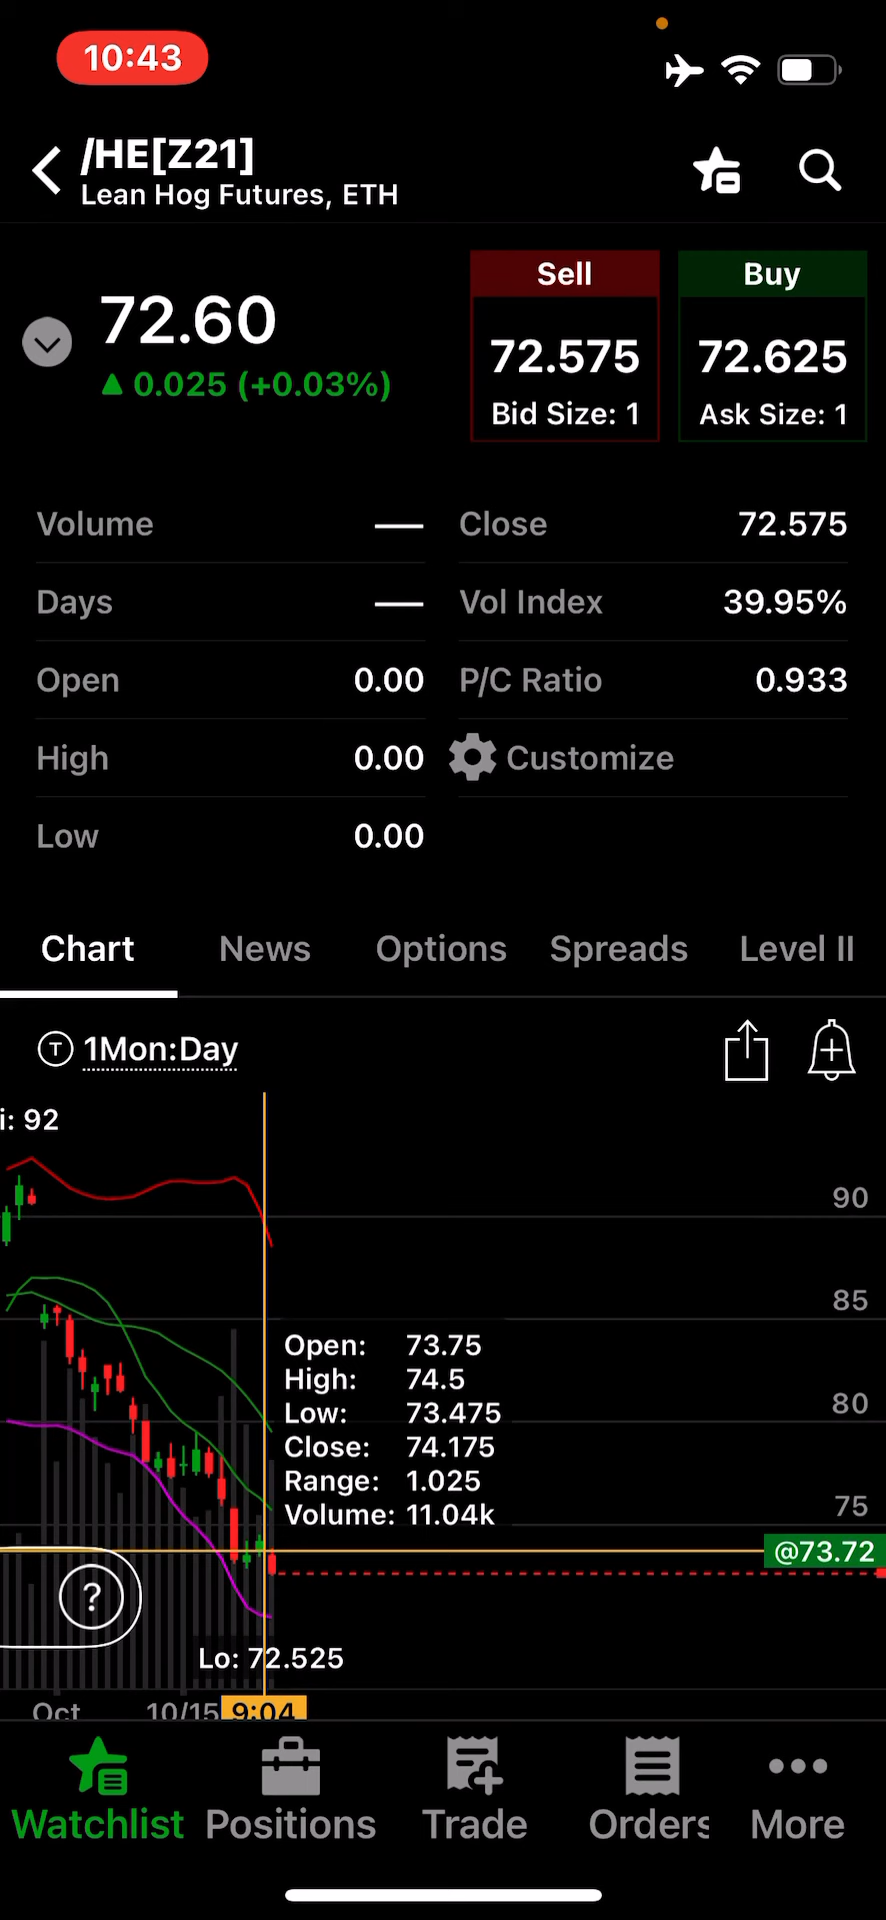 10:43
/HE[Z21]
Lean Hog Futures, ETH
72.60
0.025 (+0.03%)
Sell
72.575
Bid Size: 1
Buy
72.625
Ask Size: 1
Volume —
Close 72.575
Days —
Vol Index 39.95%
Open 0.00
P/C Ratio 0.933
High 0.00
Customize
Low 0.00
Chart News Options Spreads Level II
T 1Mon:Day
i: 92
90
85
Open: 73.75
High: 74.5
Low: 73.475
Close: 74.175
Range: 1.025
Volume: 11.04k
80
75
@73.72
?
Lo: 72.525
Oct 10/15 9:04
Watchlist Positions Trade Orders More